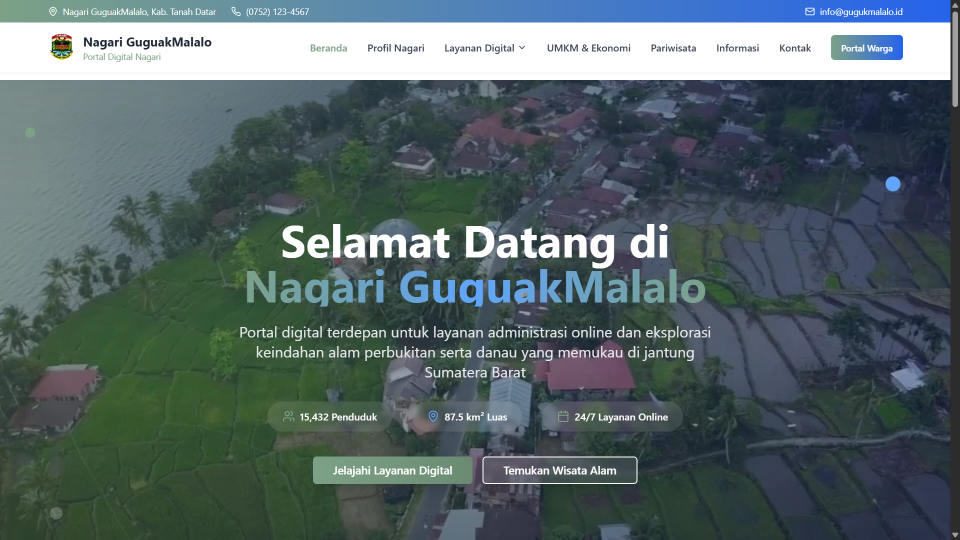 Nagari GuguakMalalo, Kab. Tanah Datar
(0752) 123-4567
info@gugukmalalo.id
Nagari GuguakMalalo
Portal Digital Nagari
Beranda
Profil Nagari
Layanan Digital
UMKM & Ekonomi
Pariwisata
Informasi
Kontak
Portal Warga
Selamat Datang di
Nagari GuguakMalalo
Portal digital terdepan untuk layanan administrasi online dan eksplorasi
keindahan alam perbukitan serta danau yang memukau di jantung
Sumatera Barat
15,432 Penduduk
87.5 km² Luas
24/7 Layanan Online
Jelajahi Layanan Digital
Temukan Wisata Alam